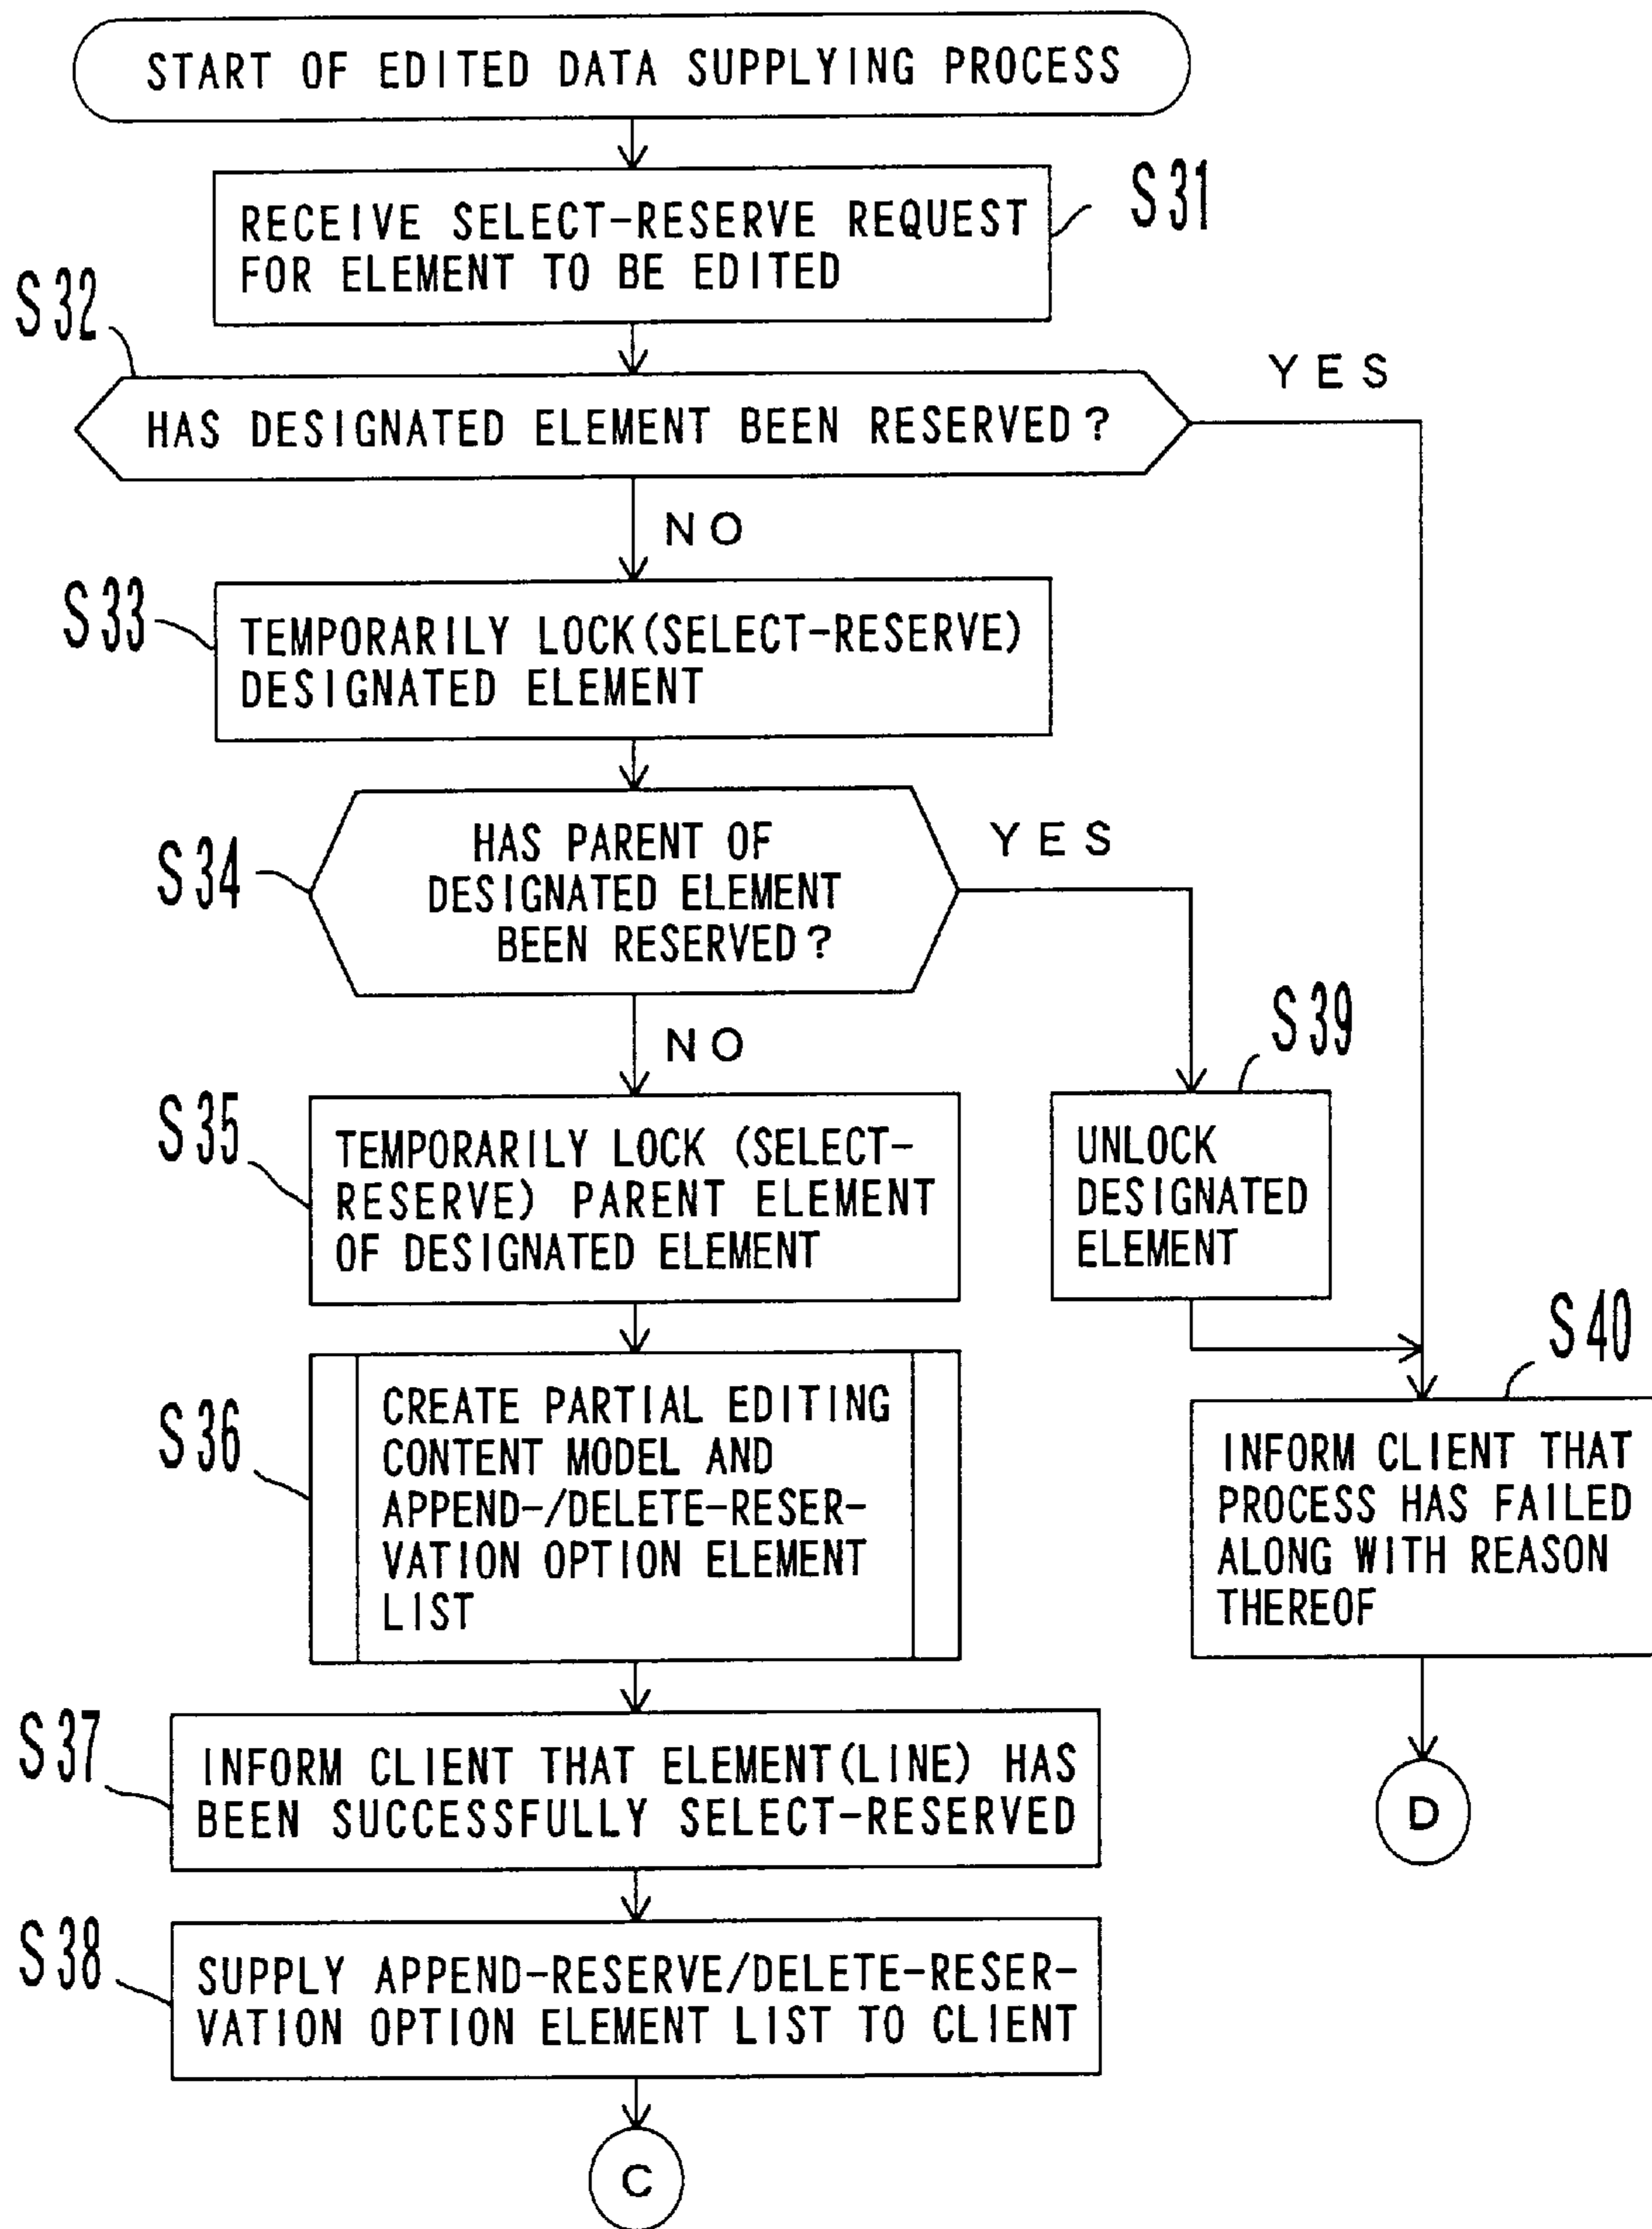 START OF EDITED DATA SUPPLYING PROCESS
S31
RECEIVE SELECT-RESERVE REQUEST
FOR ELEMENT TO BE EDITED
S32
YES
HAS DESIGNATED ELEMENT BEEN RESERVED?
NO
S33
TEMPORARILY LOCK(SELECT-RESERVE)
DESIGNATED ELEMENT
S34
HAS PARENT OF
DESIGNATED ELEMENT
BEEN RESERVED?
YES
NO
S39
S35
TEMPORARILY LOCK (SELECT-
RESERVE) PARENT ELEMENT
OF DESIGNATED ELEMENT
UNLOCK
DESIGNATED
ELEMENT
S40
S36
CREATE PARTIAL EDITING
CONTENT MODEL AND
APPEND-/DELETE-RESER-
VATION OPTION ELEMENT
LIST
INFORM CLIENT THAT
PROCESS HAS FAILED
ALONG WITH REASON
THEREOF
S37
INFORM CLIENT THAT ELEMENT(LINE) HAS
BEEN SUCCESSFULLY SELECT-RESERVED
D
S38
SUPPLY APPEND-RESERVE/DELETE-RESER-
VATION OPTION ELEMENT LIST TO CLIENT
C